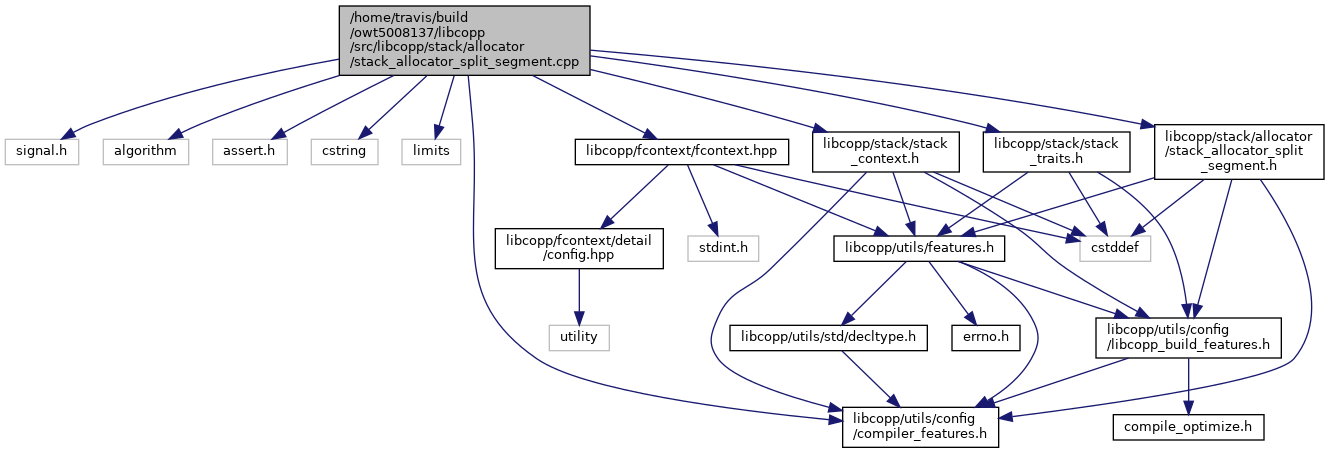 /home/travis/build
/owt5008137/libcopp
/src/libcopp/stack/allocator
/stack_allocator_split_segment.cpp
signal.h
algorithm
assert.h
cstring
limits
libcopp/fcontext/fcontext.hpp
libcopp/stack/stack
_context.h
libcopp/stack/stack
_traits.h
libcopp/stack/allocator
/stack_allocator_split
_segment.h
libcopp/fcontext/detail
/config.hpp
stdint.h
libcopp/utils/features.h
cstddef
utility
libcopp/utils/std/decltype.h
errno.h
libcopp/utils/config
/libcopp_build_features.h
libcopp/utils/config
/compiler_features.h
compile_optimize.h